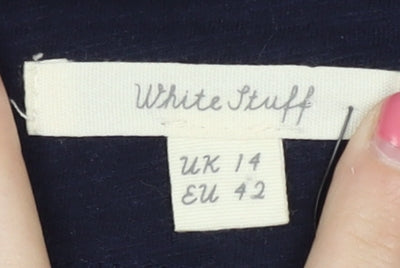 White Stuff
UK 14
EU 42